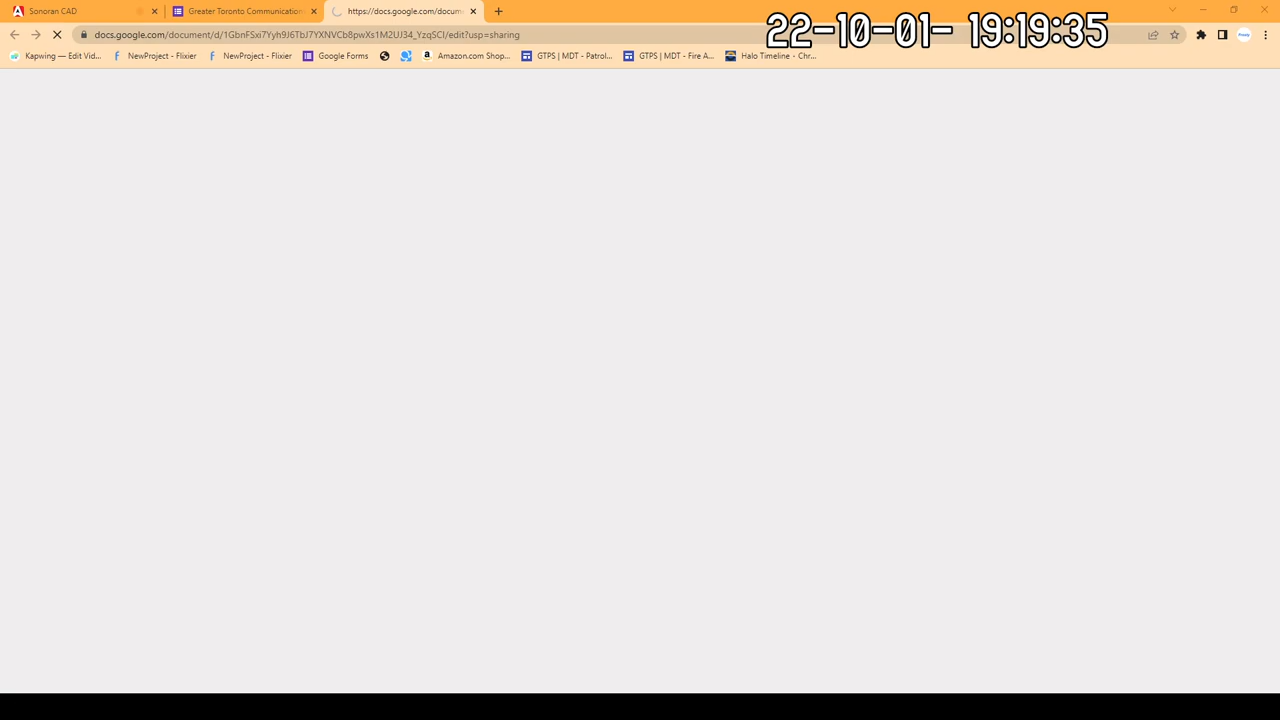 Sonoran CAD
Greater Toronto Communication
https://docs.google.com/docum
22-10-01- 19:19:35
docs.google.com/document/d/1GbnFSxi7Yyh9J6TbJ7YXNVCb8pwXs1M2UJ34_YzqSCI/edit?usp=sharing
Kapwing — Edit Vid...
NewProject - Flixier
NewProject - Flixier
Google Forms
Amazon.com Shop...
GTPS | MDT - Patrol...
GTPS | MDT - Fire A...
Halo Timeline - Chr...